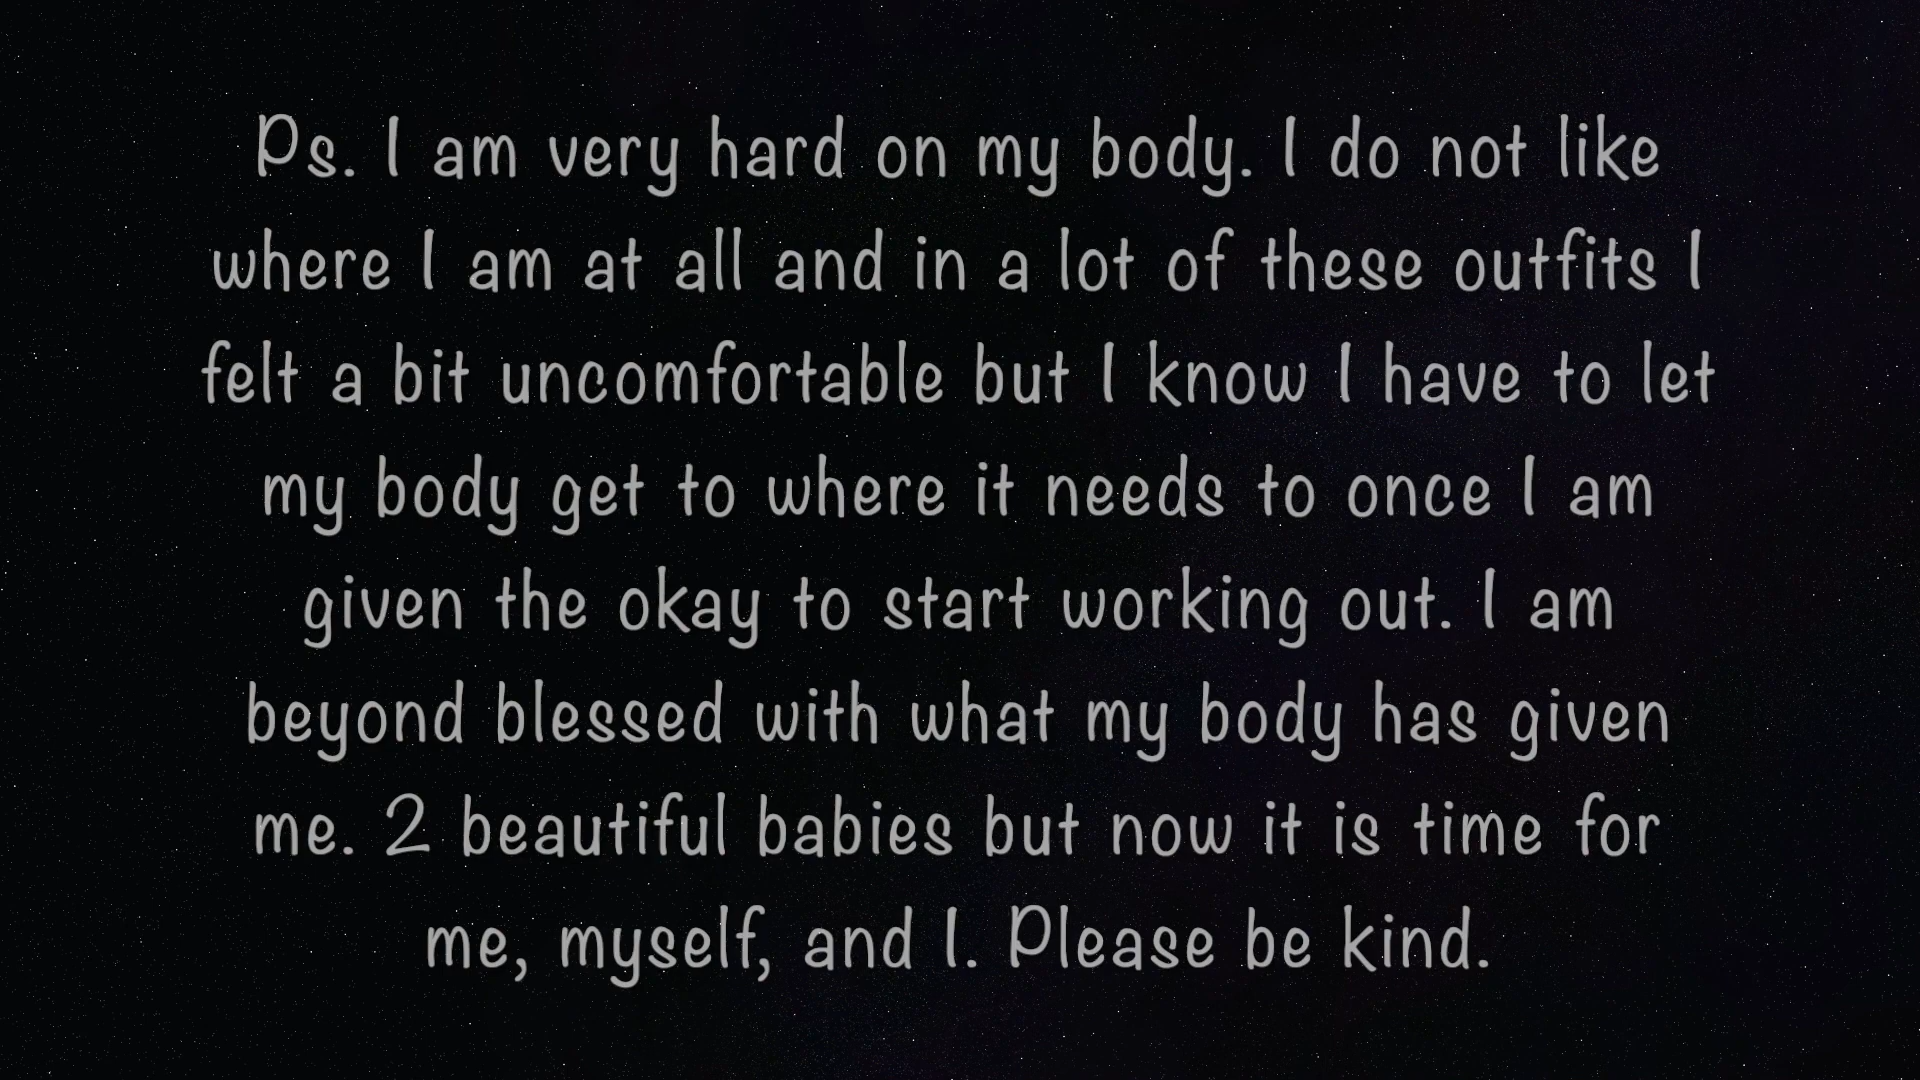 Ps. I am very hard on my body. I do not like
where I am at all and in a lot of these outfits I
felt a bit uncomfortable but I know I have to let
my body get to where it needs to once I am
given the okay to start working out. I am
beyond blessed with what my body has given
me. 2 beautiful babies but now it is time for
me, myself, and I. Please be kind.